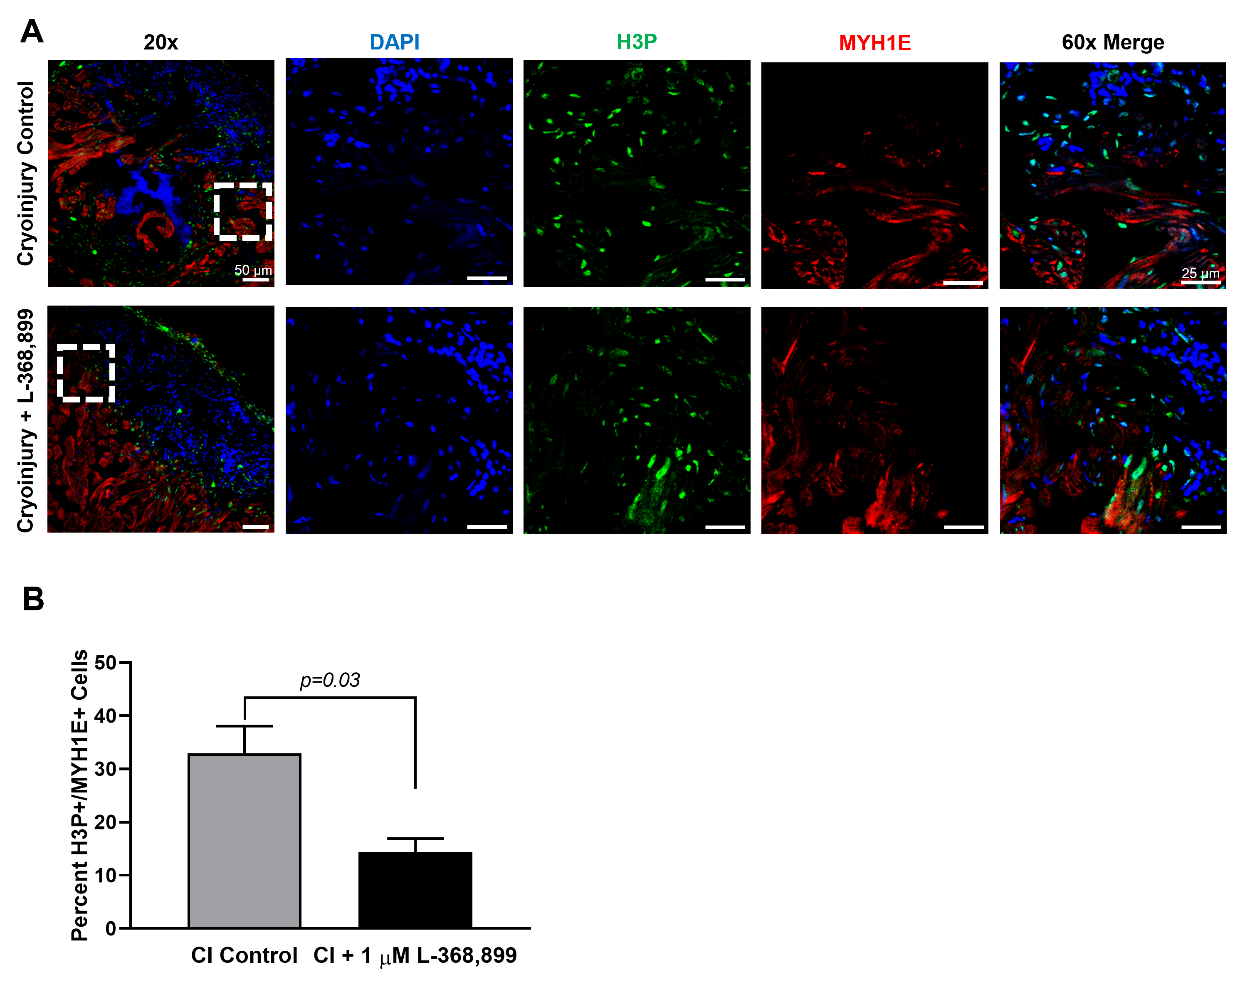 A
20x
DAPI
H3P
MYH1E
60x Merge
Cryoinjury Control
50 µm
25 µm
Cryoinjury + L-368,899
B
Percent H3P+/MYH1E+ Cells
50
40
30
20
10
0
p=0.03
CI Control
CI + 1 µM L-368,899